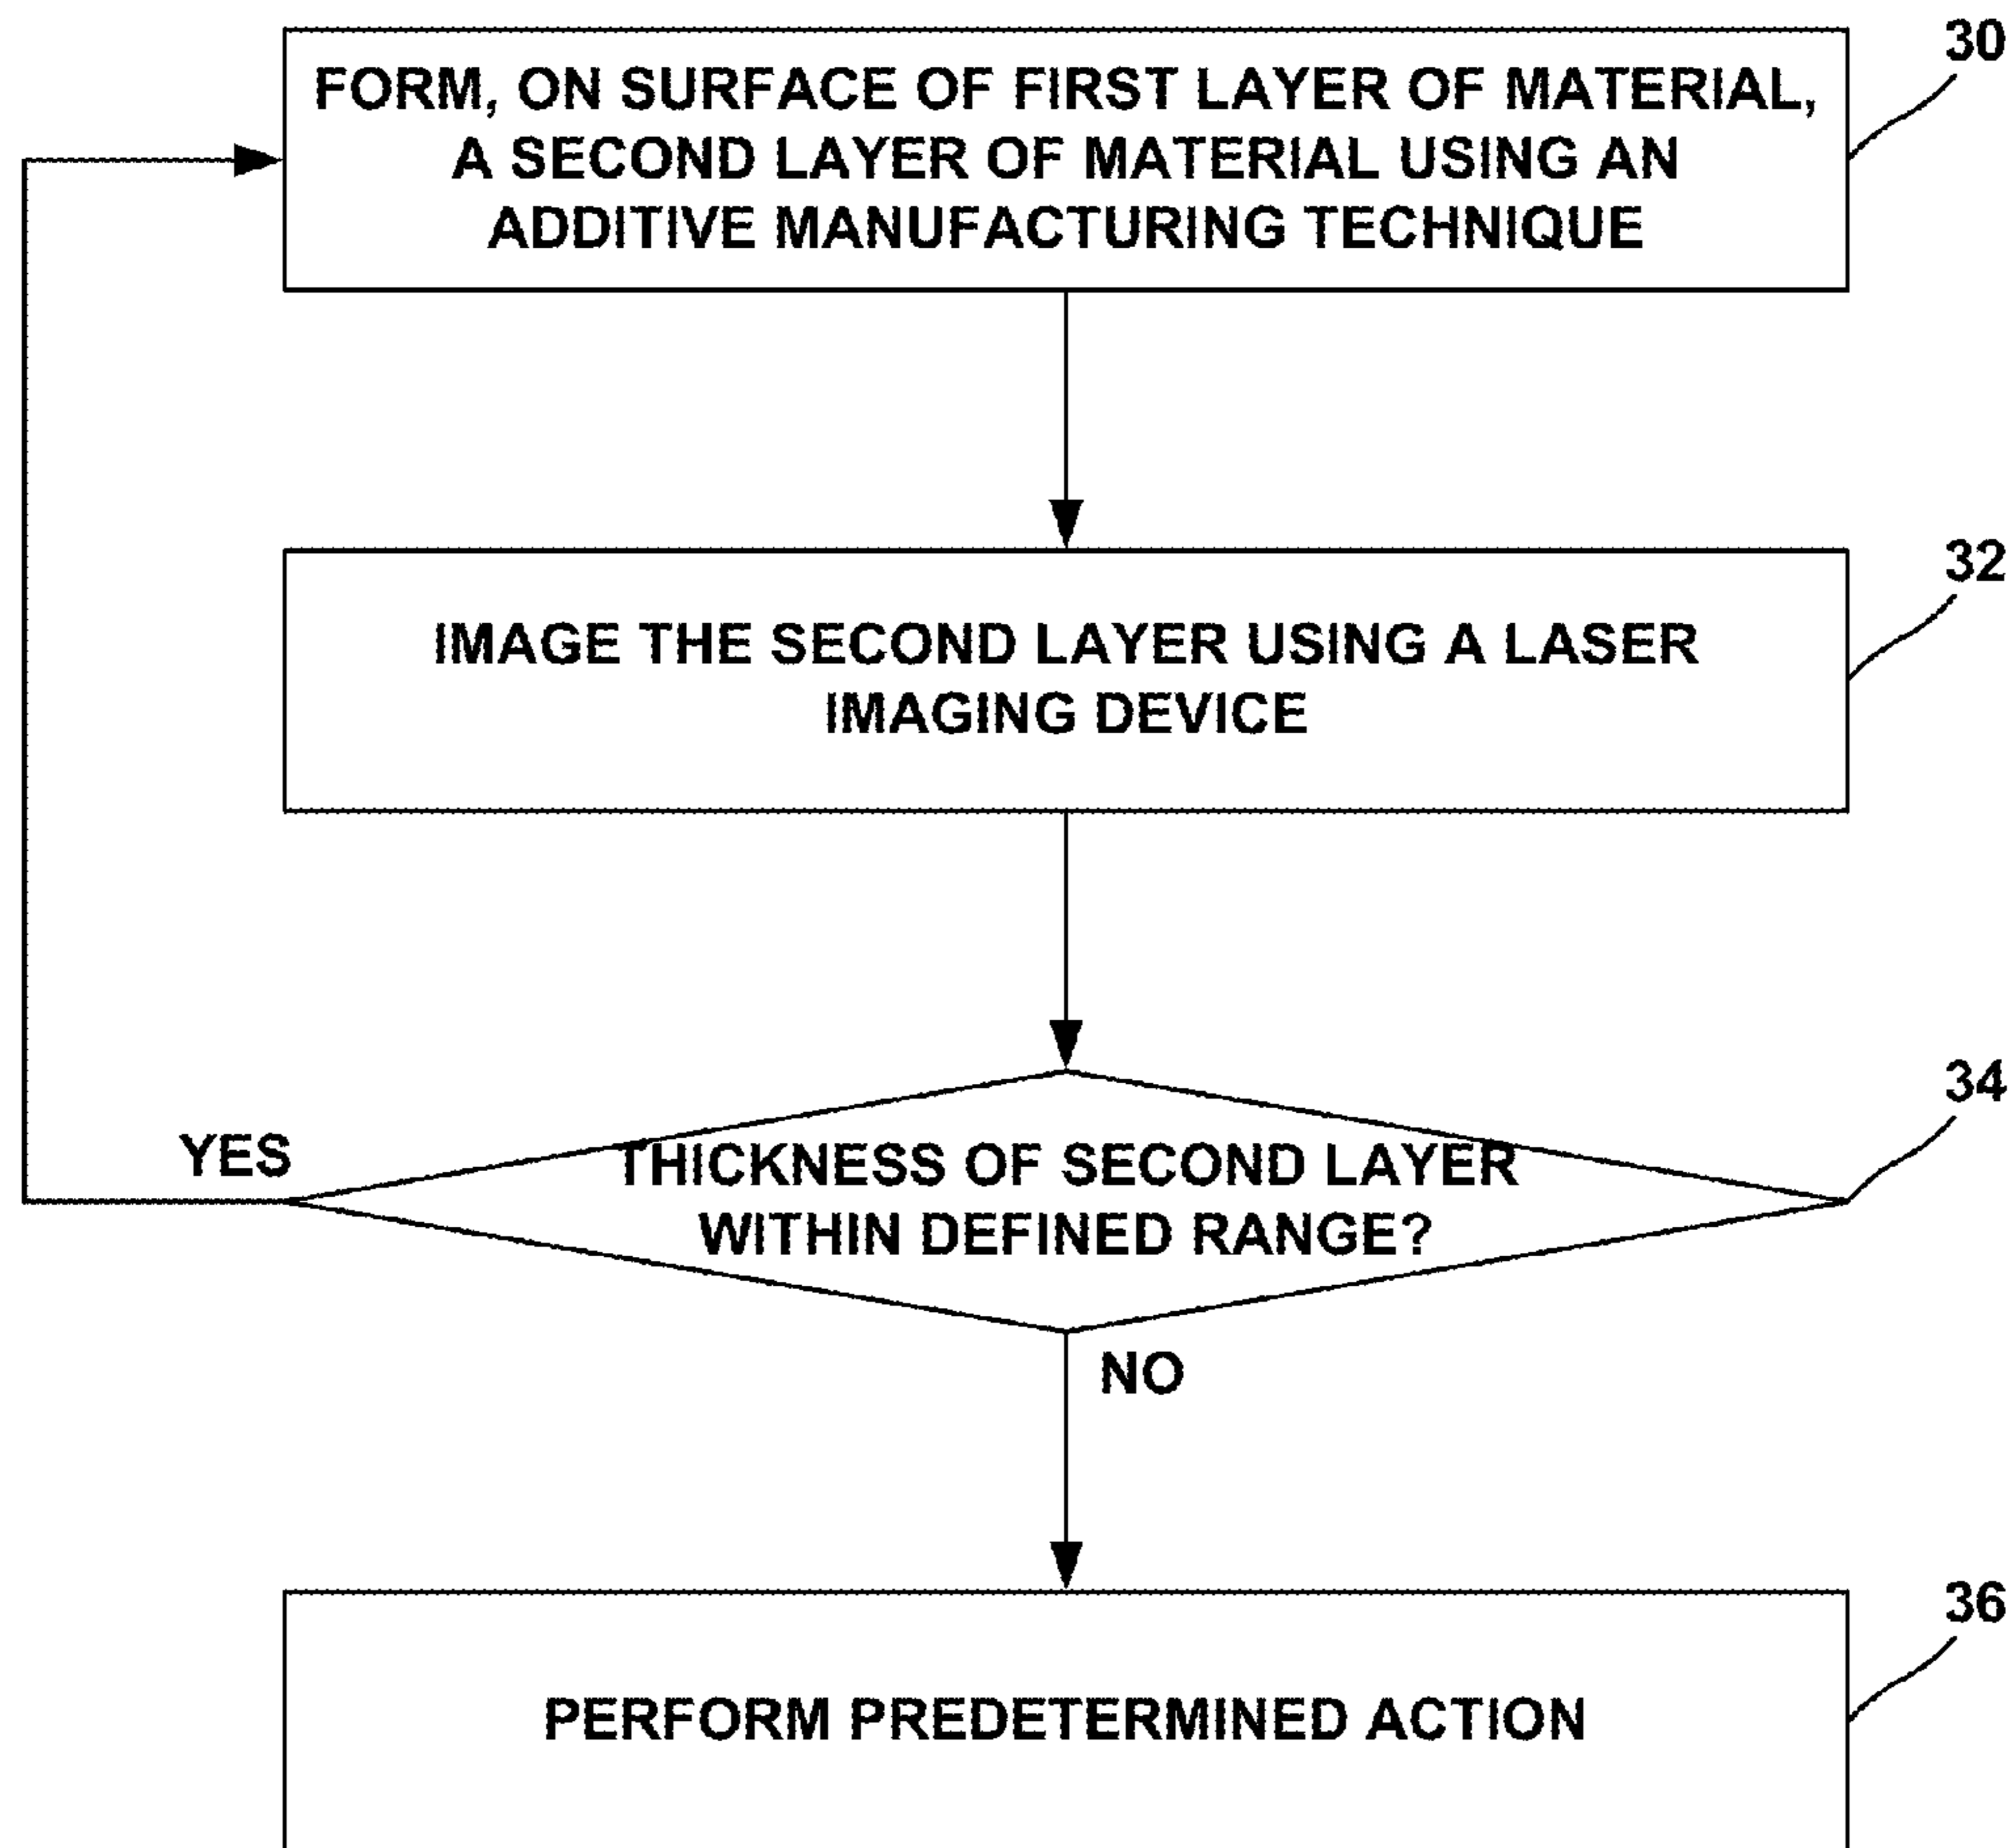 30
FORM, ON SURFACE OF FIRST LAYER OF MATERIAL,
A SECOND LAYER OF MATERIAL USING AN
ADDITIVE MANUFACTURING TECHNIQUE
32
IMAGE THE SECOND LAYER USING A LASER
IMAGING DEVICE
34
YES
THICKNESS OF SECOND LAYER
WITHIN DEFINED RANGE?
NO
36
PERFORM PREDETERMINED ACTION